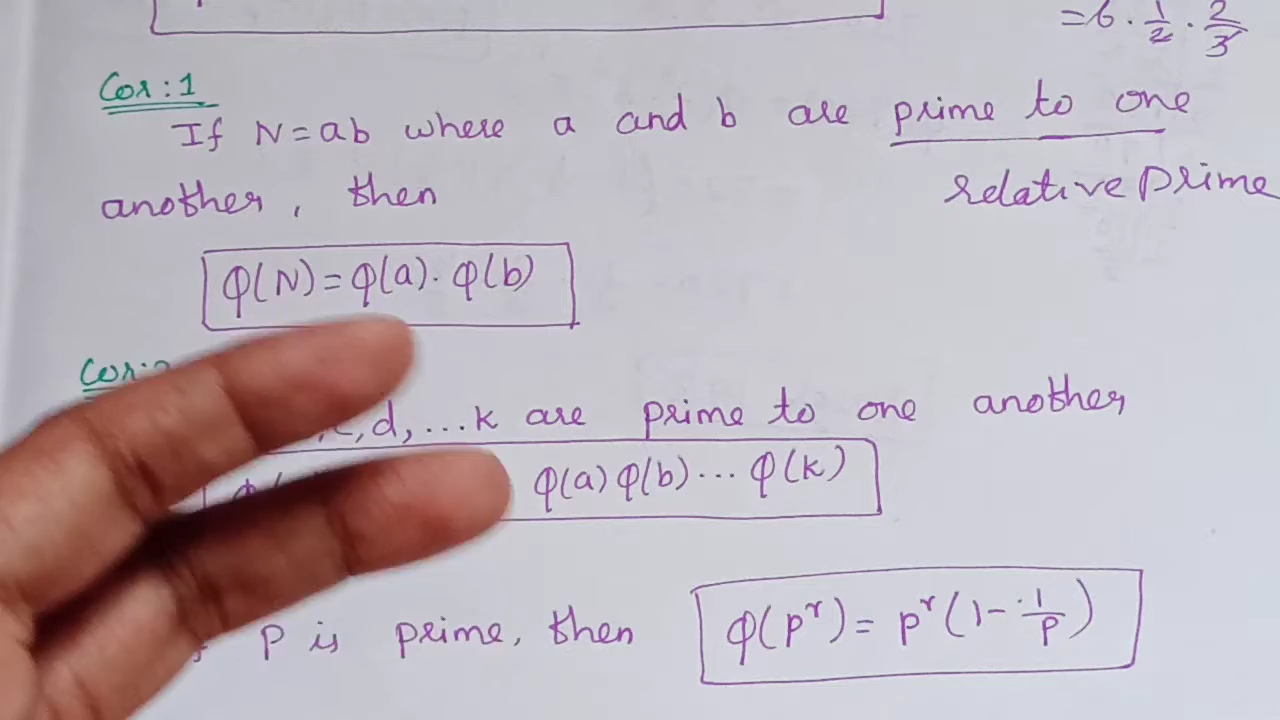 =6 · 1/2 · 2/3
Cor:1
If N=ab where a and b are prime to one
another, then
relative prime
φ(N)=φ(a)·φ(b)
Cor:
d,...k are prime to one another
φ(a)φ(b)...φ(k)
P is prime, then φ(p^r)= p^r(1-1/p)